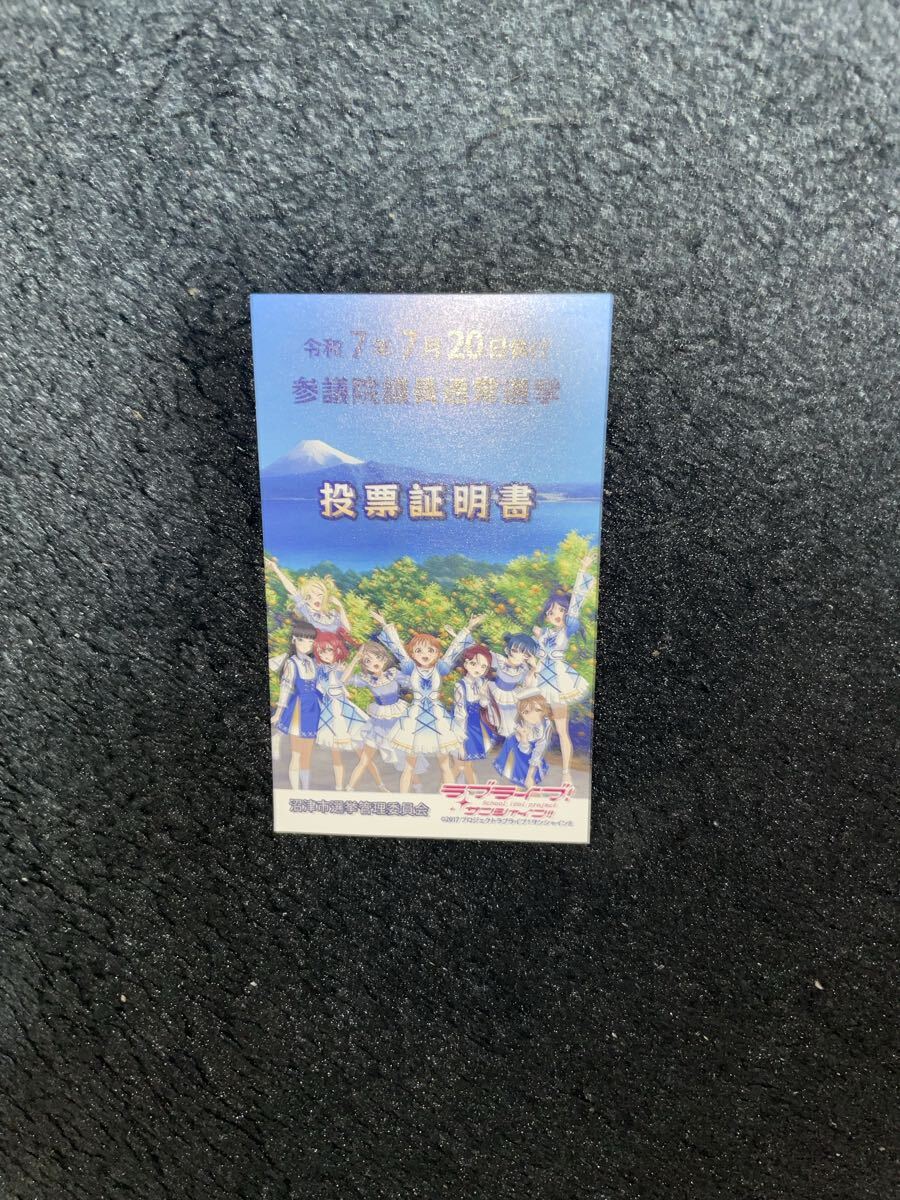 令和7年7月20日執行
参議院議員通常選挙
投票証明書
沼津市選挙管理委員会
ラブライブ!
School idol project
サンシャイン!!
©2017 プロジェクトラブライブ!サンシャイン!!